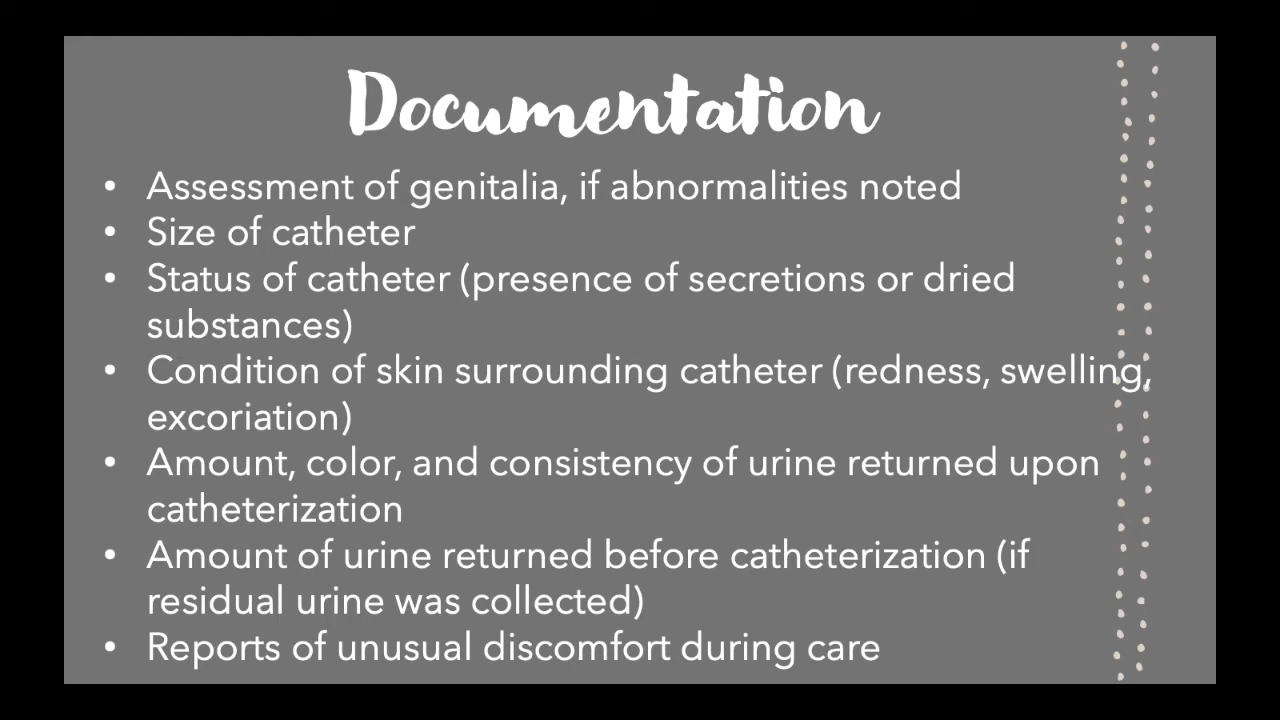 Documentation
• Assessment of genitalia, if abnormalities noted
• Size of catheter
• Status of catheter (presence of secretions or dried
substances)
• Condition of skin surrounding catheter (redness, swelling,
excoriation)
• Amount, color, and consistency of urine returned upon
catheterization
• Amount of urine returned before catheterization (if
residual urine was collected)
• Reports of unusual discomfort during care